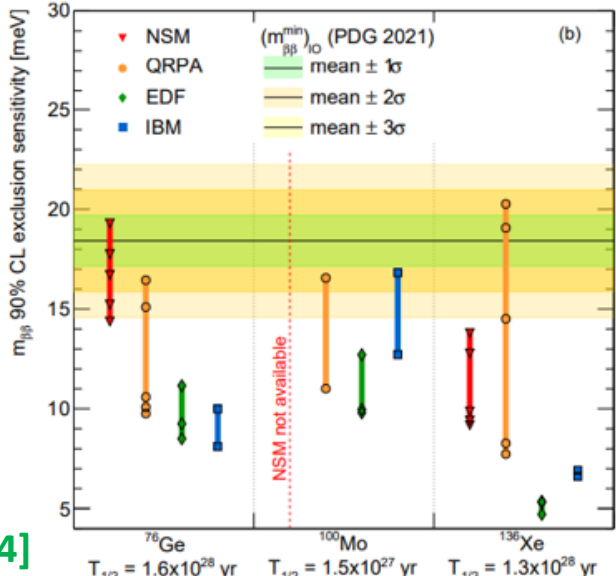 30
25
20
15
10
5
m_ββ 90% CL exclusion sensitivity [meV]
NSM
QRPA
EDF
IBM
(m_ββ^min)_IO (PDG 2021)
mean ± 1σ
mean ± 2σ
mean ± 3σ
(b)
NSM not available
⁷⁶Ge
T_1/2 = 1.6x10²⁸ yr
¹⁰⁰Mo
T_1/2 = 1.5x10²⁷ yr
¹³⁶Xe
T_1/2 = 1.3x10²⁸ yr
4]